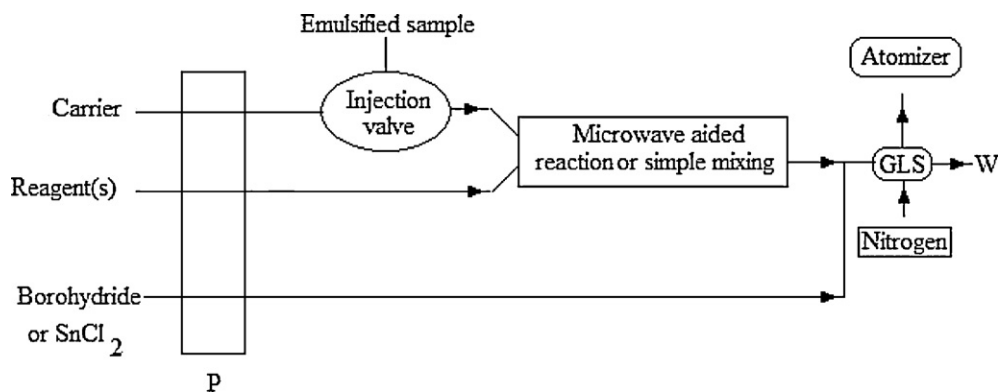 Emulsified sample
Atomizer
Carrier
Injection
valve
Microwave aided
reaction or simple mixing
GLS
W
Reagent(s)
Nitrogen
Borohydride
or SnCl2
P